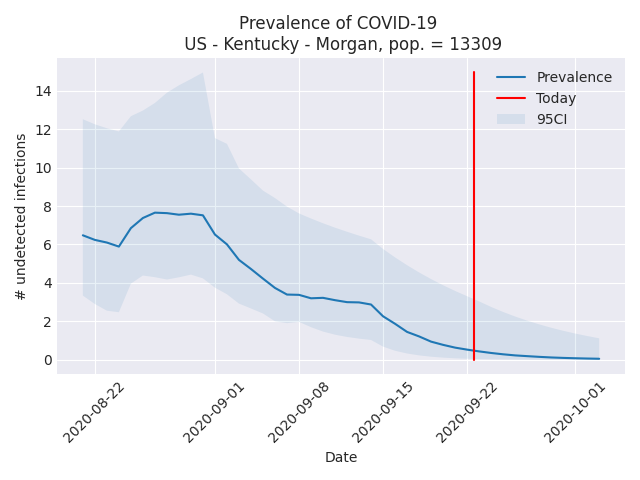 Prevalence of COVID-19
US - Kentucky - Morgan, pop. = 13309
Prevalence
Today
95CI
# undetected infections
14
12
10
8
6
4
2
0
2020-08-22
2020-09-01
2020-09-08
2020-09-15
2020-09-22
2020-10-01
Date